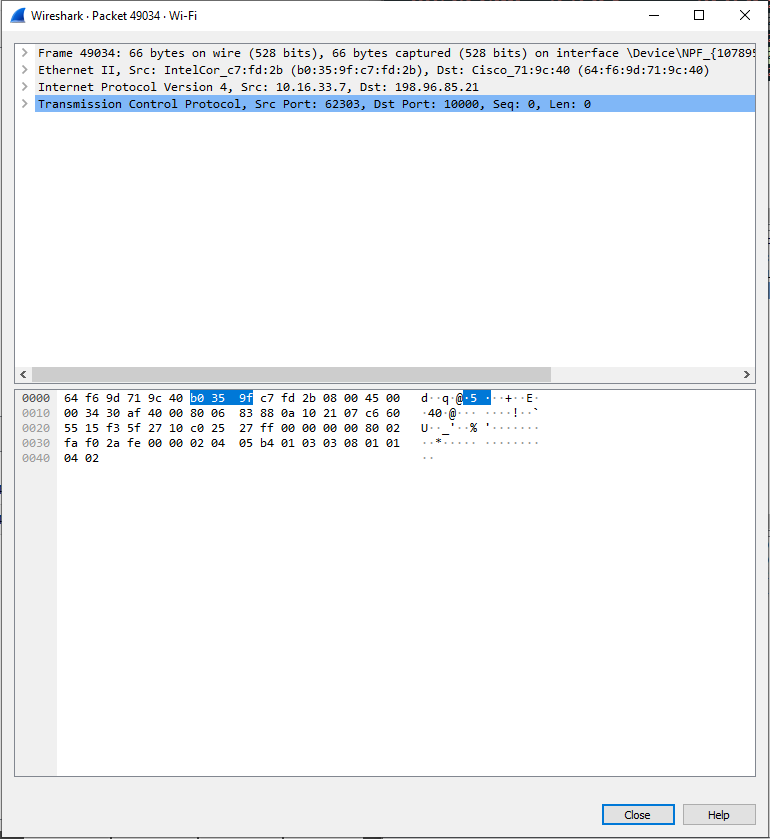 Wireshark · Packet 49034 · Wi-Fi
Frame 49034: 66 bytes on wire (528 bits), 66 bytes captured (528 bits) on interface \Device\NPF_{107895
Ethernet II, Src: IntelCor_c7:fd:2b (b0:35:9f:c7:fd:2b), Dst: Cisco_71:9c:40 (64:f6:9d:71:9c:40)
Internet Protocol Version 4, Src: 10.16.33.7, Dst: 198.96.85.21
Transmission Control Protocol, Src Port: 62303, Dst Port: 10000, Seq: 0, Len: 0
0000 64 f6 9d 71 9c 40 b0 35 9f c7 fd 2b 08 00 45 00 d··q·@·5 ···+··E·
0010 00 34 30 af 40 00 80 06 83 88 0a 10 21 07 c6 60 ·40·@··· ····!··`
0020 55 15 f3 5f 27 10 c0 25 27 ff 00 00 00 00 80 02 U··_'··% '·······
0030 fa f0 2a fe 00 00 02 04 05 b4 01 03 03 08 01 01 ··*····· ········
0040 04 02 ··
Close Help